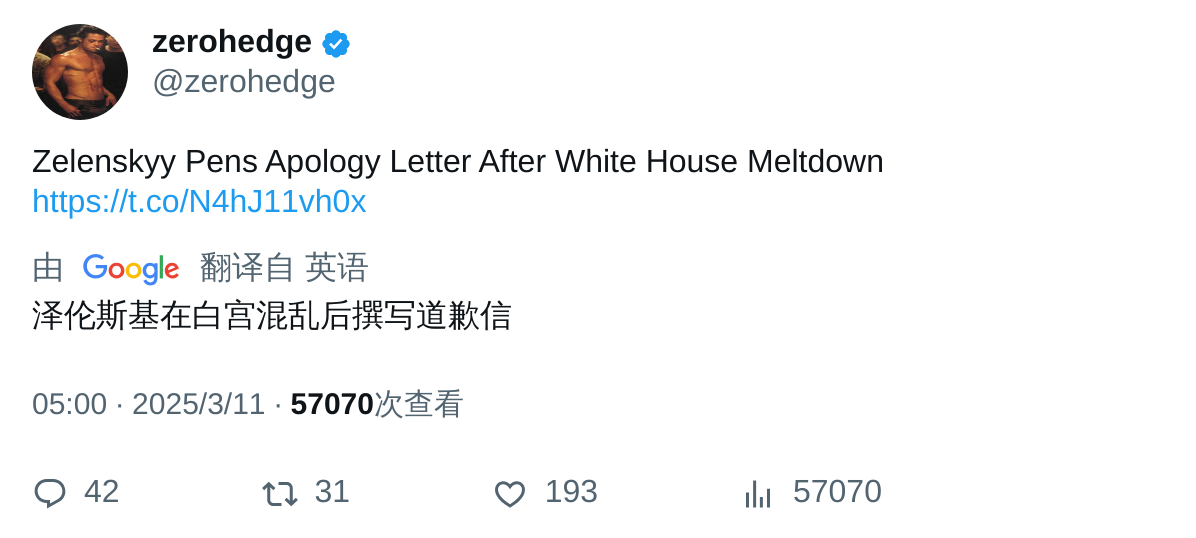 zerohedge
@zerohedge
Zelenskyy Pens Apology Letter After White House Meltdown
https://t.co/N4hJ11vh0x
由 Google 翻译自 英语
泽伦斯基在白宫混乱后撰写道歉信
05:00 · 2025/3/11 · 57070次查看
42 31 193 57070